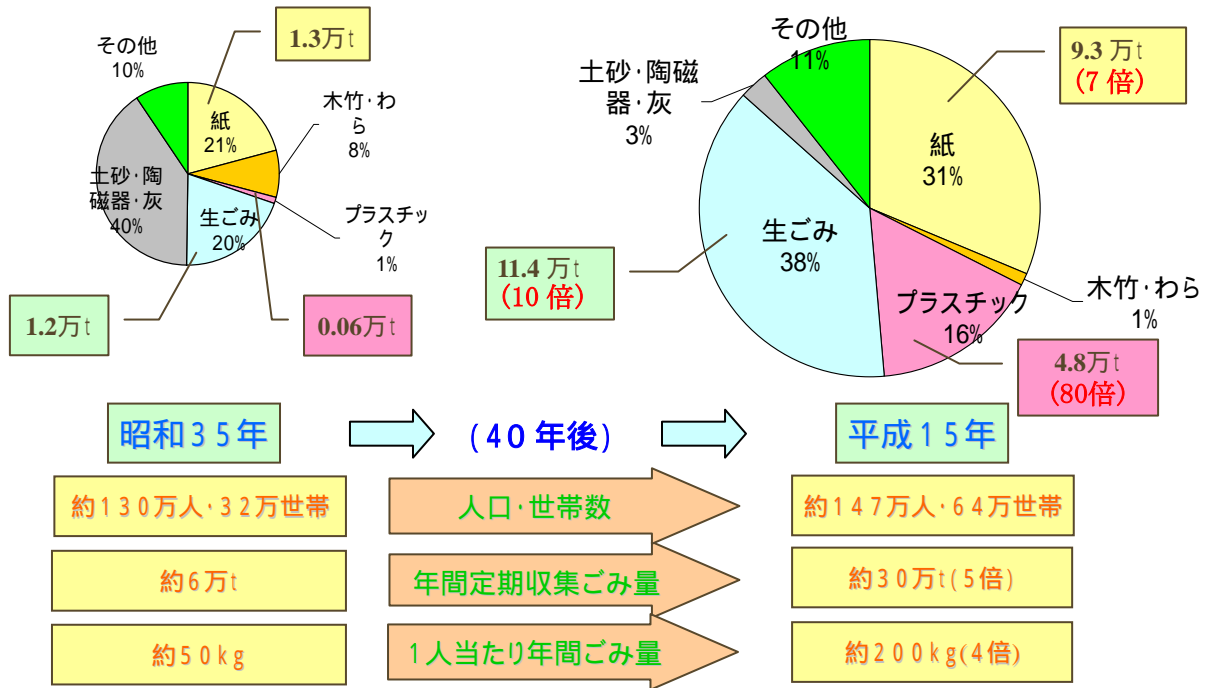 1.3万t
その他
10%
木竹・わ
ら
8%
紙
21%
土砂・陶
磁器・灰
40%
生ごみ
20%
プラスチッ
ク
1%
1.2万t
0.06万t
その他
11%
9.3 万t
(7 倍)
土砂・陶磁
器・灰
3%
紙
31%
生ごみ
38%
11.4 万t
(10 倍)
木竹・わら
1%
プラスチック
16%
4.8万t
(80倍)
昭和35年
(40年後)
平成15年
約130万人・32万世帯
人口・世帯数
約147万人・64万世帯
約6万t
年間定期収集ごみ量
約30万t(5倍)
約50kg
1人当たり年間ごみ量
約200kg(4倍)